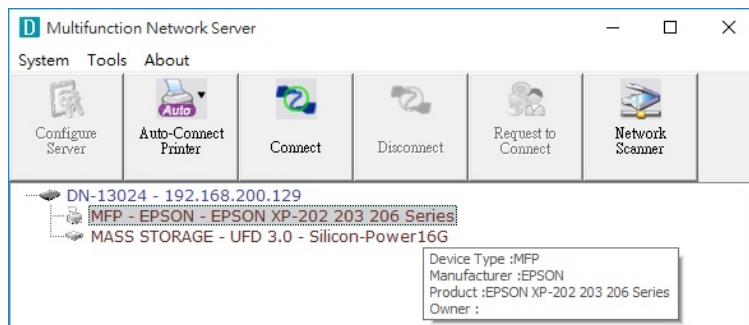 D Multifunction Network Server
System Tools About
Configure Server
Auto
Auto-Connect Printer
Connect
Disconnect
Request to Connect
Network Scanner
DN-13024 - 192.168.200.129
MFP - EPSON - EPSON XP-202 203 206 Series
MASS STORAGE - UFD 3.0 - Silicon-Power16G
Device Type :MFP
Manufacturer :EPSON
Product :EPSON XP-202 203 206 Series
Owner :